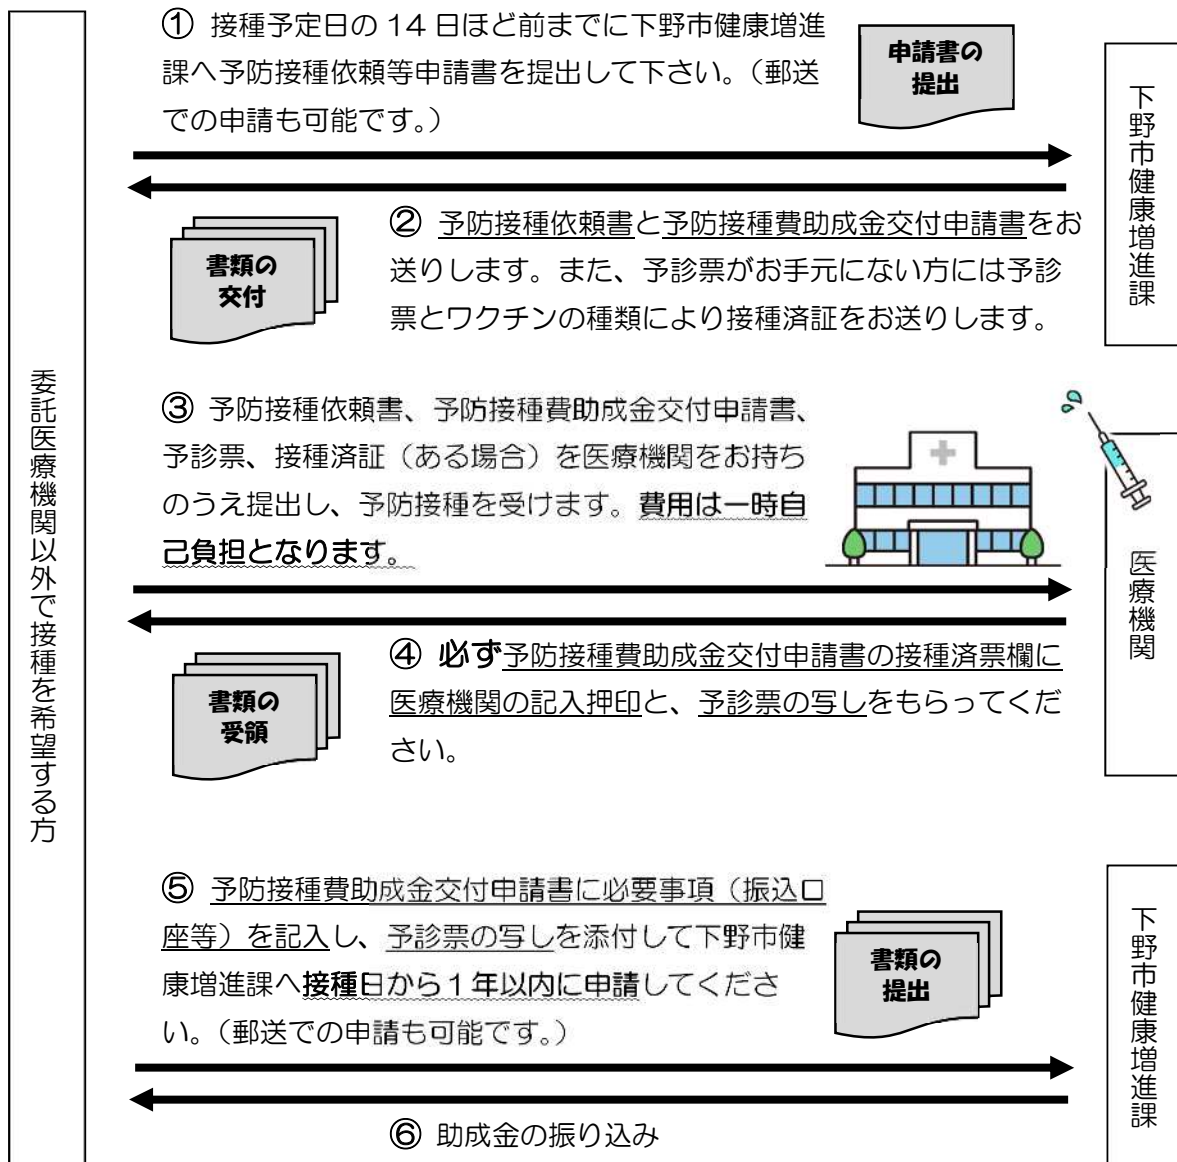 委託医療機関以外で接種を希望する方
① 接種予定日の 14 日ほど前までに下野市健康増進
課へ予防接種依頼等申請書を提出して下さい。（郵送
での申請も可能です。）
申請書の
提出
下野市健康増進課
書類の
交付
② 予防接種依頼書と予防接種費助成金交付申請書をお
送りします。また、予診票がお手元にない方には予診
票とワクチンの種類により接種済証をお送りします。
③ 予防接種依頼書、予防接種費助成金交付申請書、
予診票、接種済証（ある場合）を医療機関をお持ち
のうえ提出し、予防接種を受けます。費用は一時自
己負担となります。
医療機関
書類の
受領
④ 必ず予防接種費助成金交付申請書の接種済票欄に
医療機関の記入押印と、予診票の写しをもらってくだ
さい。
⑤ 予防接種費助成金交付申請書に必要事項（振込口
座等）を記入し、予診票の写しを添付して下野市健
康増進課へ接種日から１年以内に申請してくださ
い。（郵送での申請も可能です。）
書類の
提出
下野市健康増進課
⑥ 助成金の振り込み